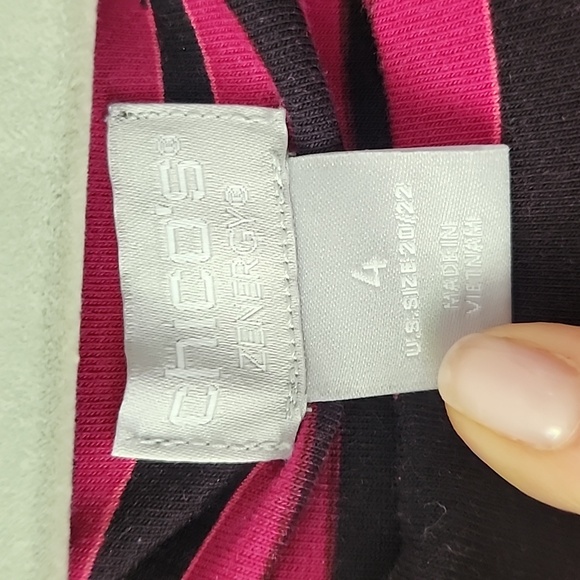 chico's®
ZENERGY®
4
U.S. SIZE 20/22
MADE IN
VIETNAM